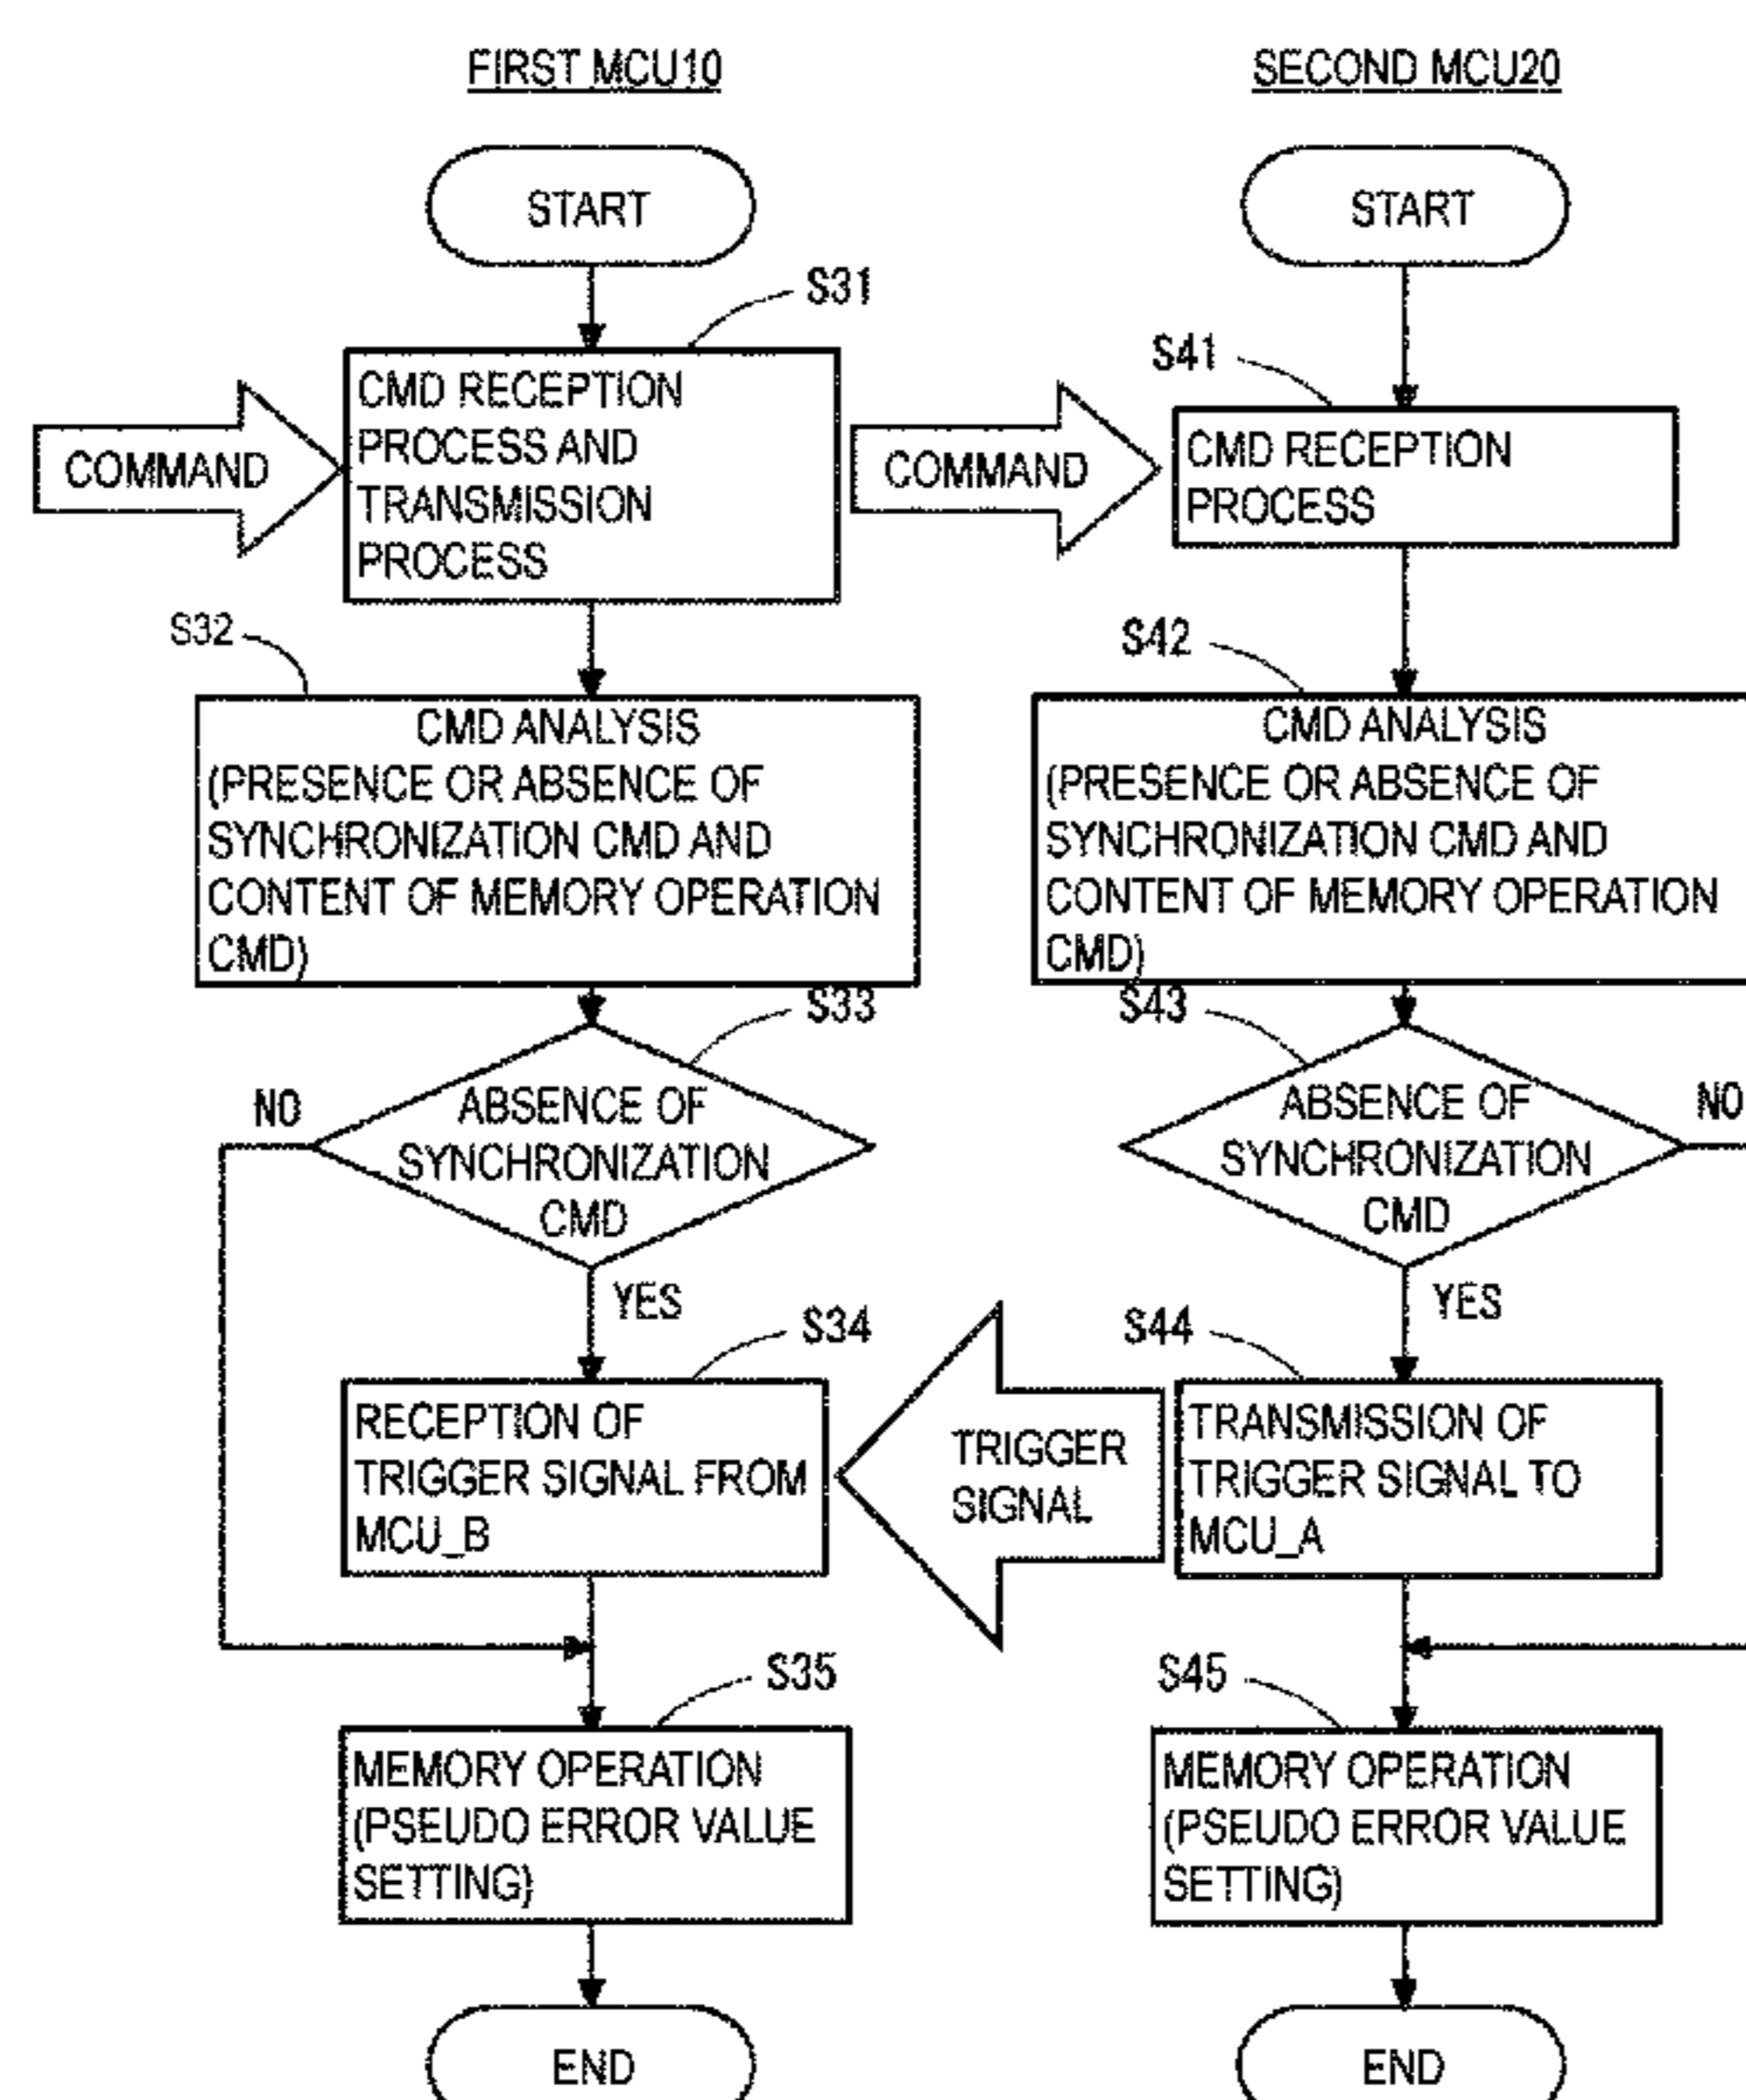 FIRST MCU10
START
S31
COMMAND
CMD RECEPTION
PROCESS AND
TRANSMISSION
PROCESS
S32
CMD ANALYSIS
(PRESENCE OR ABSENCE OF
SYNCHRONIZATION CMD AND
CONTENT OF MEMORY OPERATION
CMD)
S33
ABSENCE OF
SYNCHRONIZATION
CMD
NO
YES
S34
RECEPTION OF
TRIGGER SIGNAL FROM
MCU_B
S35
MEMORY OPERATION
(PSEUDO ERROR VALUE
SETTING)
END
SECOND MCU20
START
S41
COMMAND
CMD RECEPTION
PROCESS
S42
CMD ANALYSIS
(PRESENCE OR ABSENCE OF
SYNCHRONIZATION CMD AND
CONTENT OF MEMORY OPERATION
CMD)
S43
ABSENCE OF
SYNCHRONIZATION
CMD
NO
YES
S44
TRIGGER
SIGNAL
TRANSMISSION OF
TRIGGER SIGNAL TO
MCU_A
S45
MEMORY OPERATION
(PSEUDO ERROR VALUE
SETTING)
END